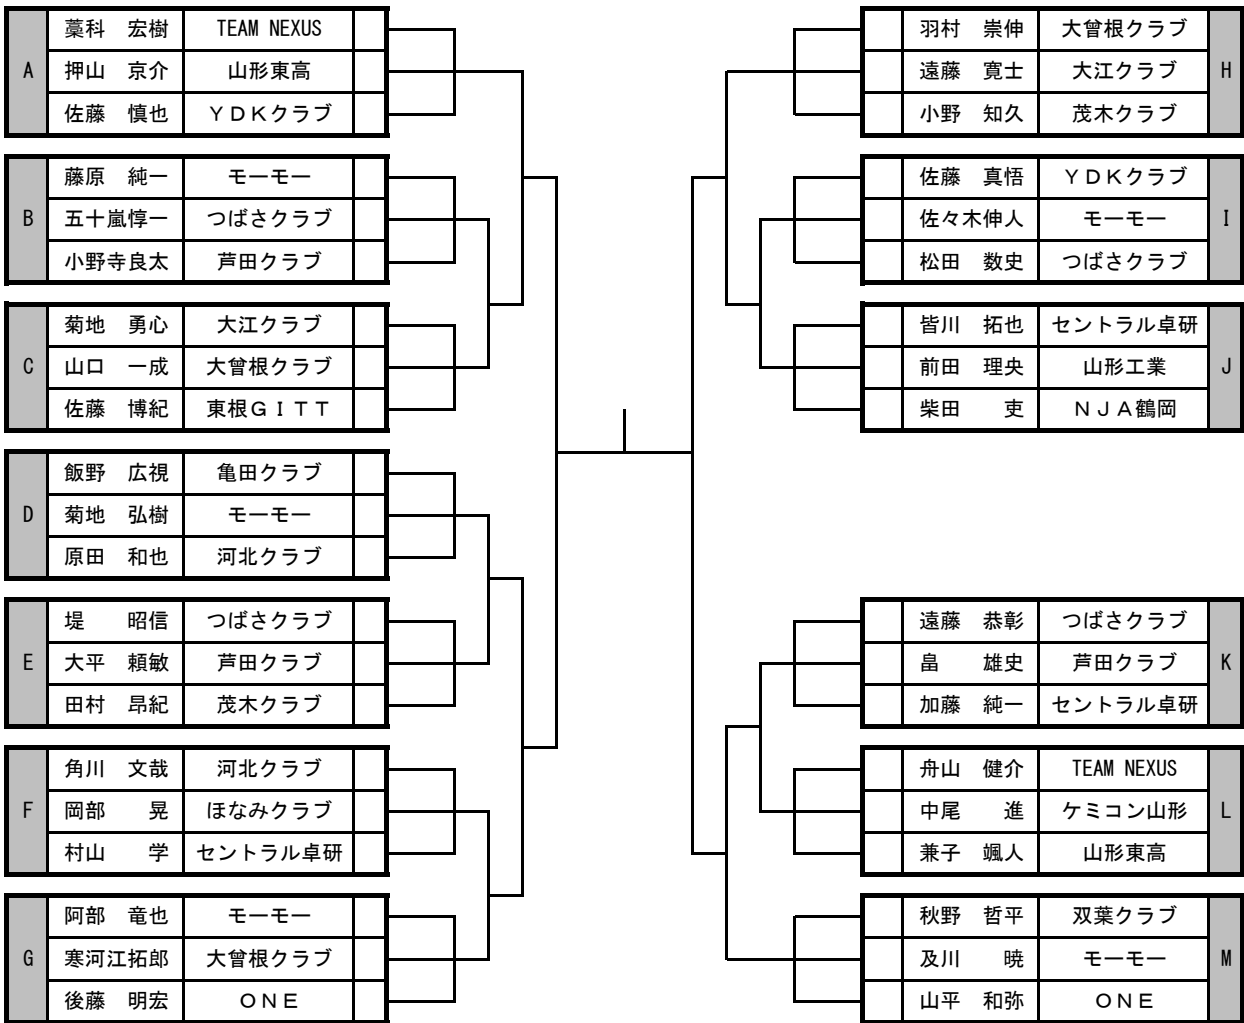 A
藁科　宏樹 TEAM NEXUS
押山　京介 山形東高
佐藤　慎也 ＹＤＫクラブ
B
藤原　純一 モーモー
五十嵐惇一 つばさクラブ
小野寺良太 芦田クラブ
C
菊地　勇心 大江クラブ
山口　一成 大曾根クラブ
佐藤　博紀 東根ＧＩＴＴ
D
飯野　広視 亀田クラブ
菊地　弘樹 モーモー
原田　和也 河北クラブ
E
堤　　昭信 つばさクラブ
大平　頼敏 芦田クラブ
田村　昂紀 茂木クラブ
F
角川　文哉 河北クラブ
岡部　　晃 ほなみクラブ
村山　　学 セントラル卓研
G
阿部　竜也 モーモー
寒河江拓郎 大曾根クラブ
後藤　明宏 ＯＮＥ
H
羽村　崇伸 大曾根クラブ
遠藤　寛士 大江クラブ
小野　知久 茂木クラブ
I
佐藤　真悟 ＹＤＫクラブ
佐々木伸人 モーモー
松田　数史 つばさクラブ
J
皆川　拓也 セントラル卓研
前田　理央 山形工業
柴田　　吏 ＮＪＡ鶴岡
K
遠藤　恭彰 つばさクラブ
畠　　雄史 芦田クラブ
加藤　純一 セントラル卓研
L
舟山　健介 TEAM NEXUS
中尾　　進 ケミコン山形
兼子　颯人 山形東高
M
秋野　哲平 双葉クラブ
及川　　暁 モーモー
山平　和弥 ＯＮＥ